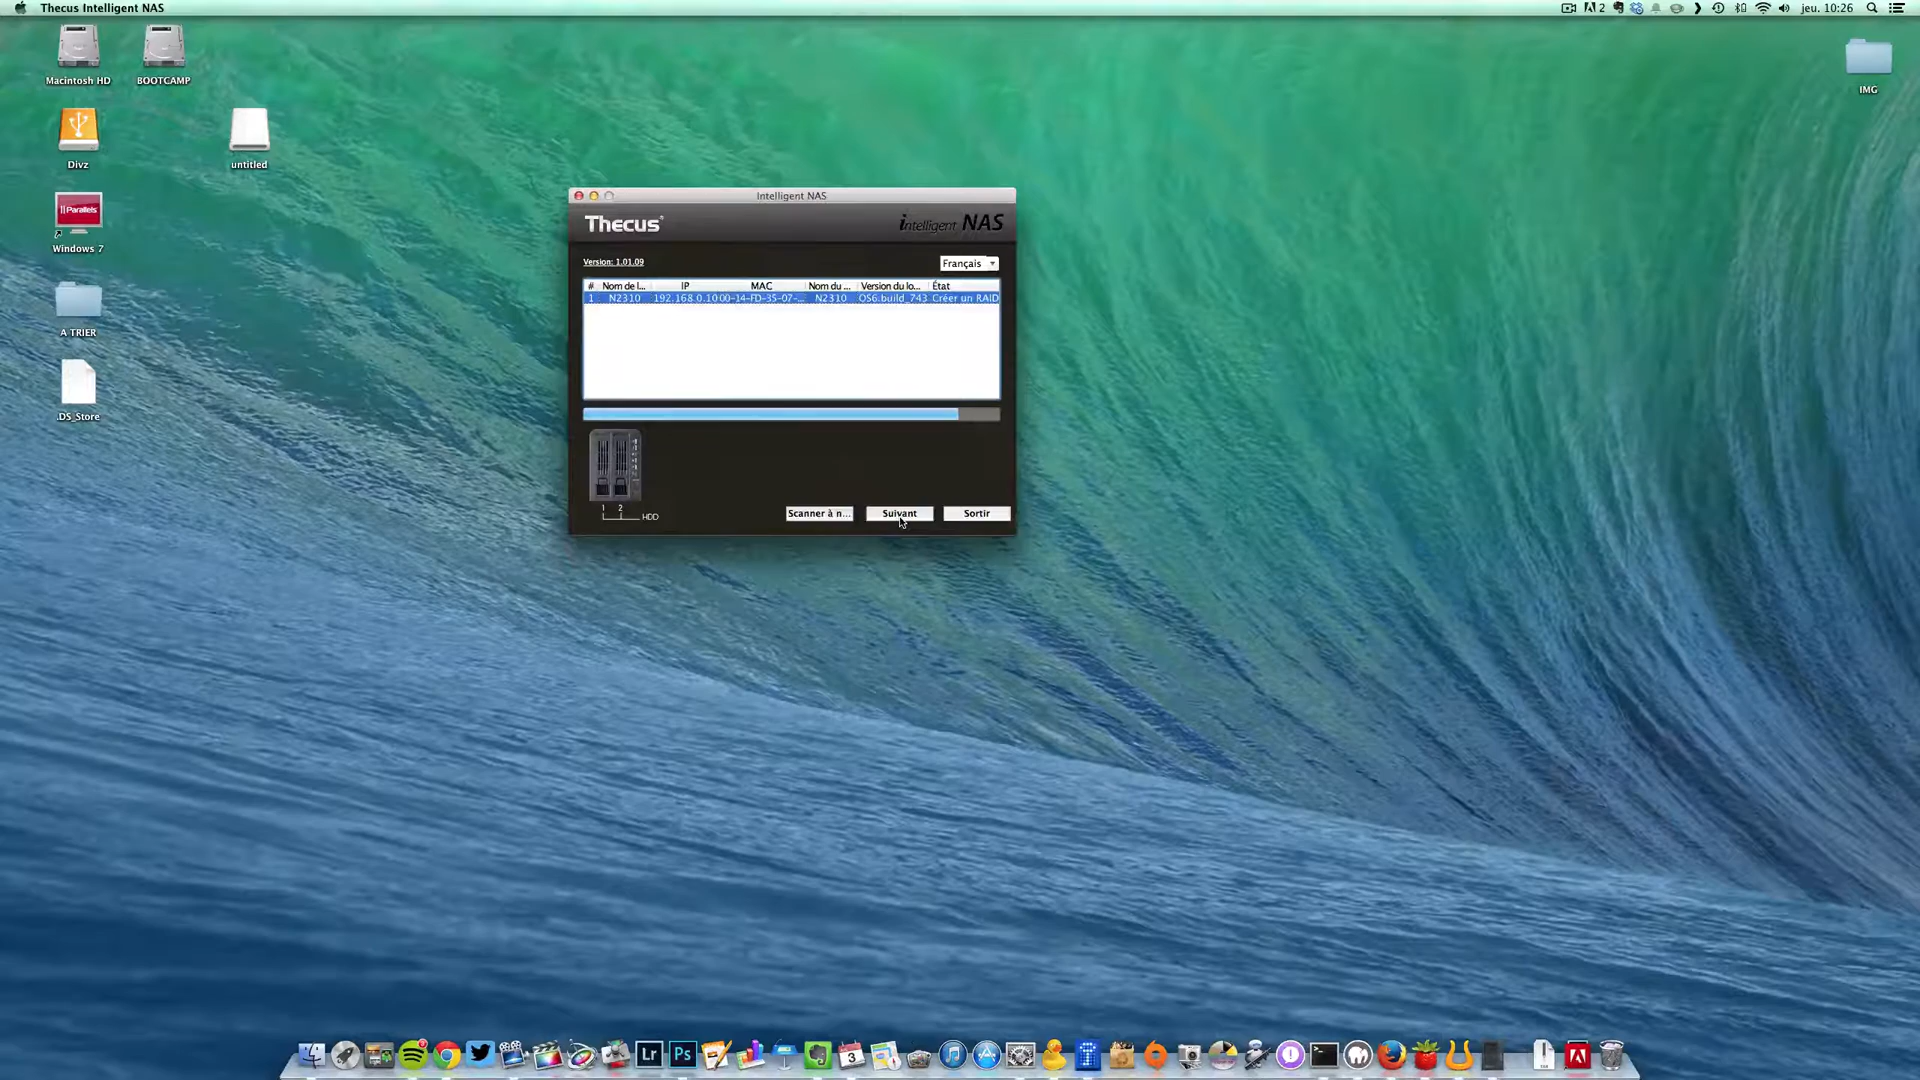 Thecus Intelligent NAS
2
jeu. 10:26
Macintosh HD
BOOTCAMP
IMG
Divz
untitled
Parallels
Windows 7
A TRIER
.DS_Store
Intelligent NAS
Thecus
intelligent NAS
Version: 1.01.09
Français
# Nom de l... IP MAC Nom du ... Version du lo... État
1 N2310 192.168.0.10 00-14-FD-35-07-... N2310 OS6.build_743 Créer un RAID
1 2
HDD
Scanner à n...
Suivant
Sortir
Lr
Ps
3